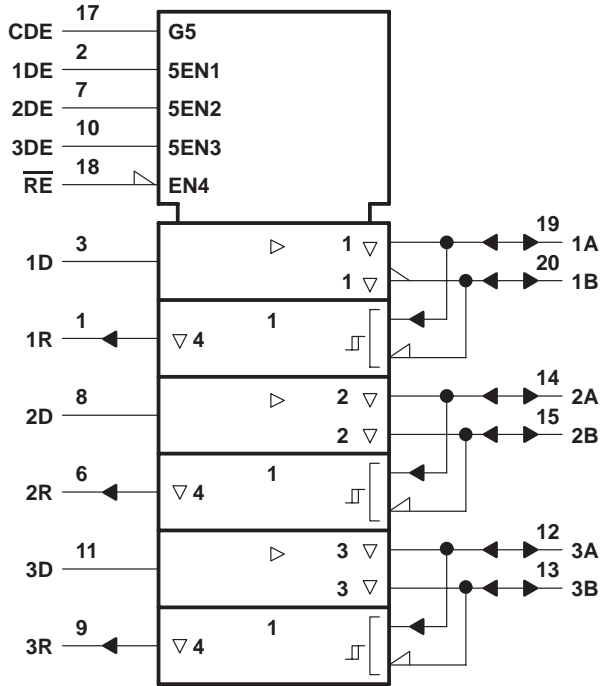 17
CDE G5
2
1DE 5EN1
7
2DE 5EN2
10
3DE 5EN3
18
RE EN4
19
3 1 1A
1D 20
1 1B
1 1
1R 4
14
8 2 2A
2D 15
2 2B
6 1
2R 4
12
11 3 3A
3D 13
3 3B
9 1
3R 4